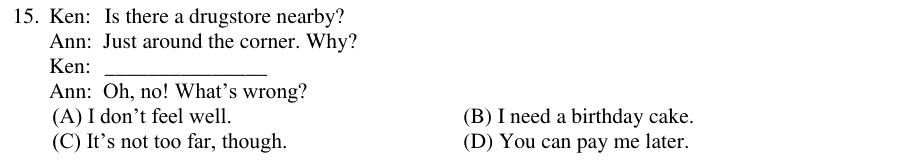 15. Ken: Is there a drugstore nearby?
Ann: Just around the corner. Why?
Ken: _______________
Ann: Oh, no! What’s wrong?
(A) I don’t feel well. (B) I need a birthday cake.
(C) It’s not too far, though. (D) You can pay me later.